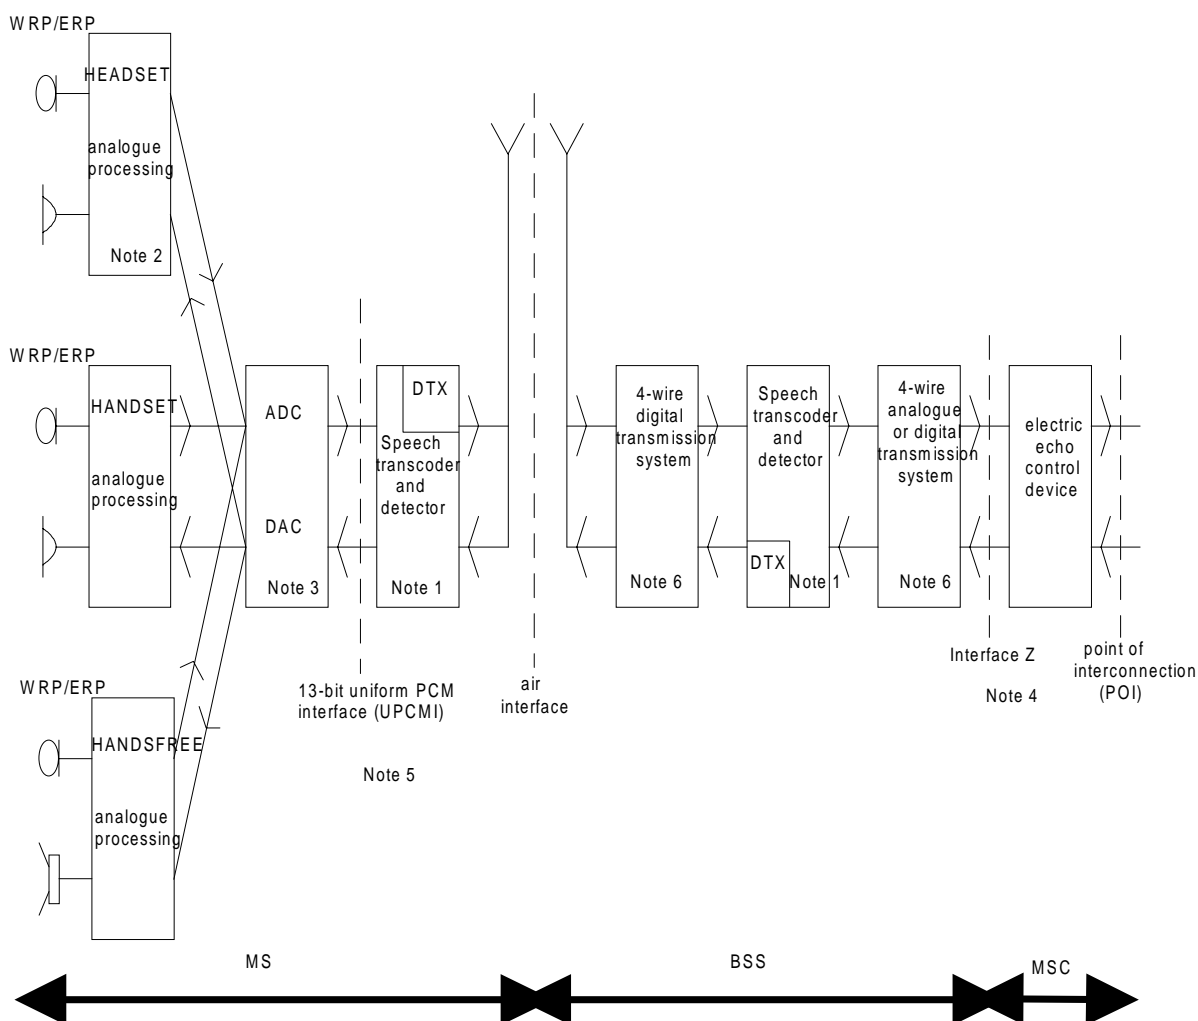 WRP/ERP
HEADSET
analogue
processing
Note 2
WRP/ERP
HANDSET
analogue
processing
WRP/ERP
HANDSFREE
analogue
processing
ADC
DAC
Note 3
13-bit uniform PCM
interface (UPCMI)
Note 5
DTX
Speech
transcoder
and
detector
Note 1
air
interface
4-wire
digital
transmission
system
Note 6
Speech
transcoder
and
detector
DTX
Note 1
4-wire
analogue
or digital
transmission
system
Note 6
Interface Z
Note 4
electric
echo
control
device
point of
interconnection
(POI)
MS
BSS
MSC